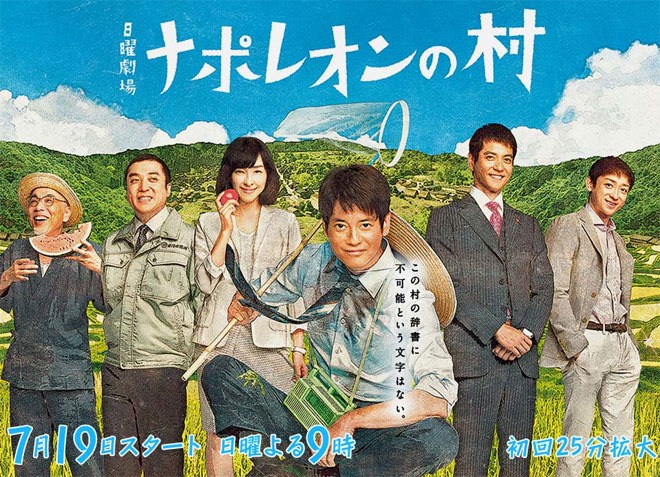 日曜劇場
ナポレオンの村
この村の辞書に
不可能という文字はない。
7月19日スタート 日曜よる9時
初回25分拡大